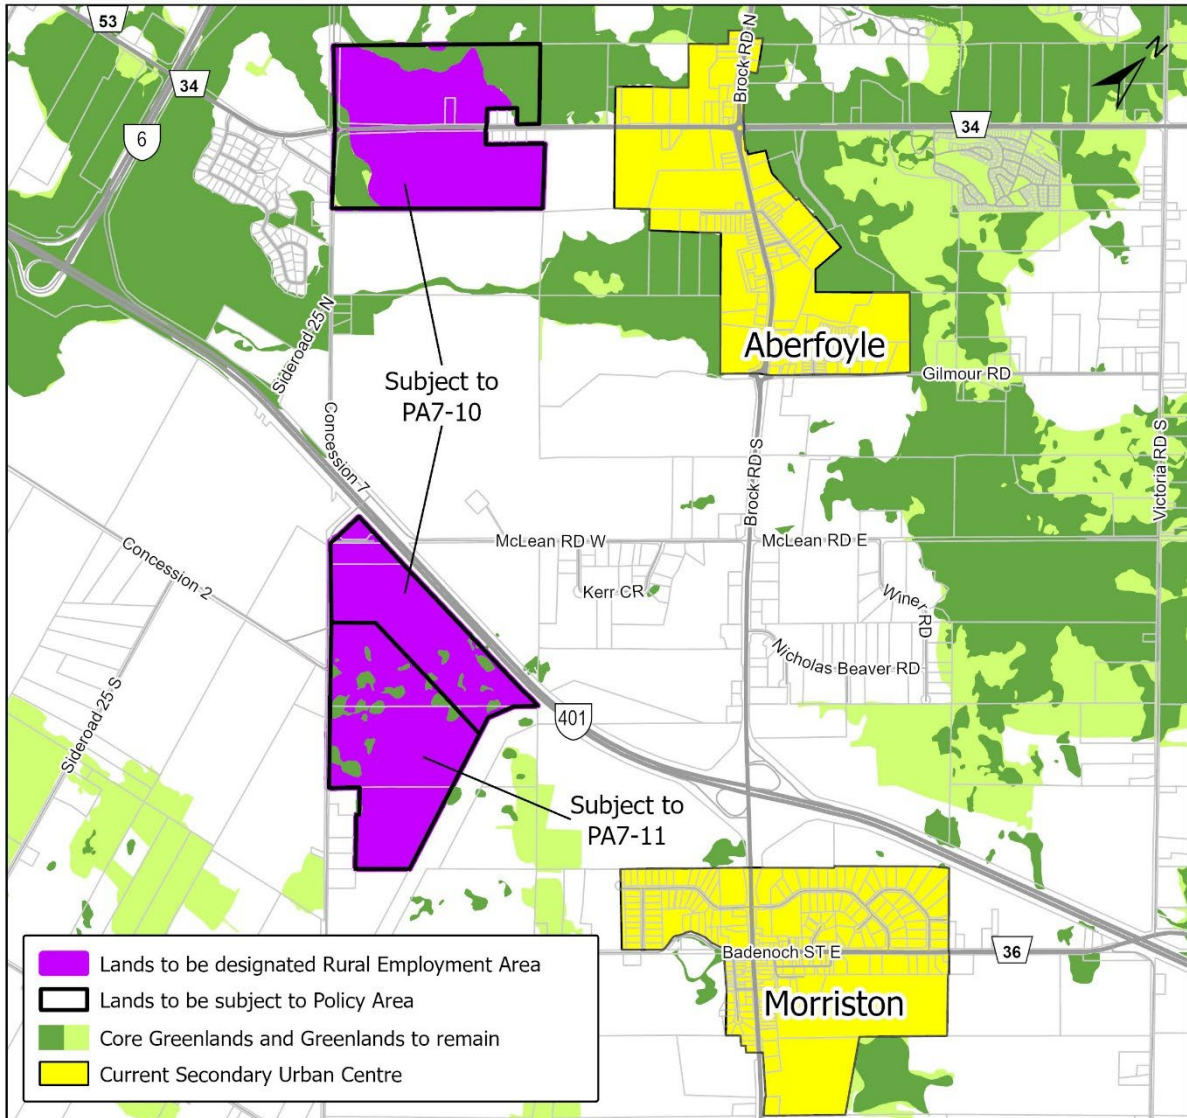 53
Brock RD N
N
34
6
34
Sideroad 25 N
Aberfoyle
Gilmour RD
Subject to
PA7-10
Concession 7
Brock RD S
Victoria RD S
McLean RD W
McLean RD E
Concession 2
Kerr CR
Winer RD
Nicholas Beaver RD
Sideroad 25 S
401
Subject to
PA7-11
Badenoch ST E
36
Morriston
Lands to be designated Rural Employment Area
Lands to be subject to Policy Area
Core Greenlands and Greenlands to remain
Current Secondary Urban Centre